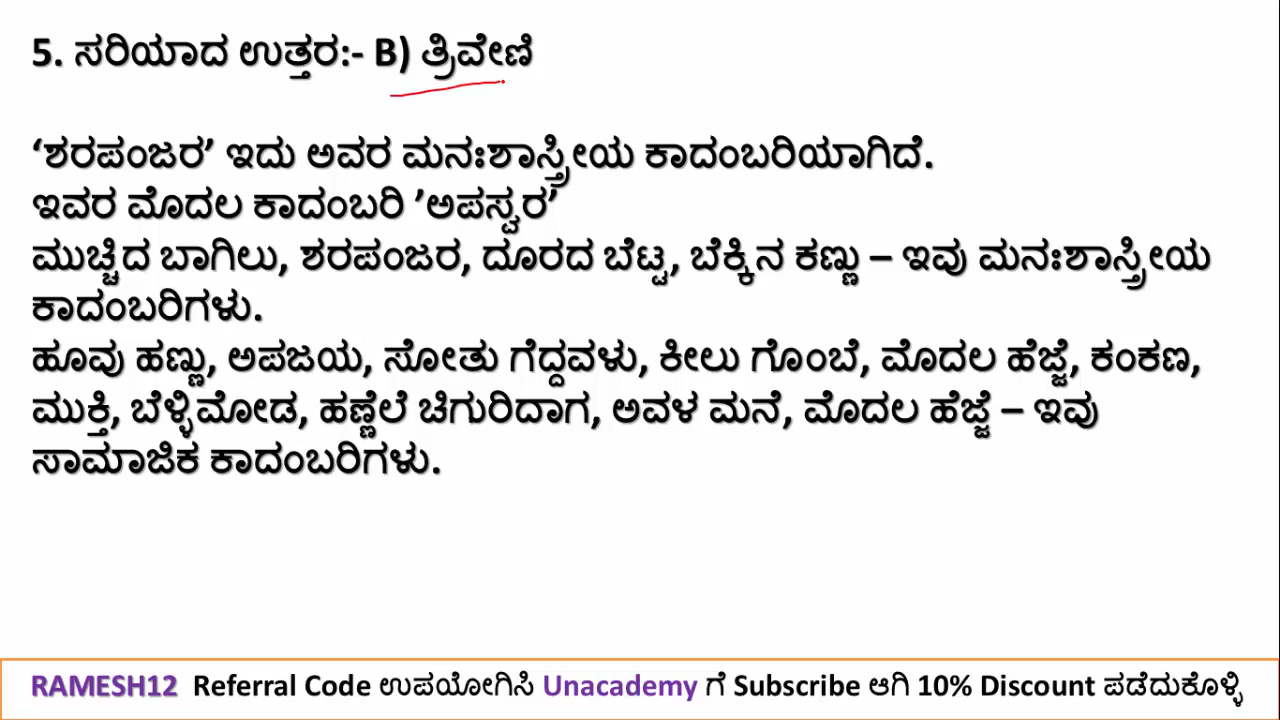 5. ಸರಿಯಾದ ಉತ್ತರ:- B) ತ್ರಿವೇಣಿ
‘ಶರಪಂಜರ’ ಇದು ಅವರ ಮನಃಶಾಸ್ತ್ರೀಯ ಕಾದಂಬರಿಯಾಗಿದೆ.
ಇವರ ಮೊದಲ ಕಾದಂಬರಿ ’ಅಪಸ್ವರ’
ಮುಚ್ಚಿದ ಬಾಗಿಲು, ಶರಪಂಜರ, ದೂರದ ಬೆಟ್ಟ, ಬೆಕ್ಕಿನ ಕಣ್ಣು – ಇವು ಮನಃಶಾಸ್ತ್ರೀಯ
ಕಾದಂಬರಿಗಳು.
ಹೂವು ಹಣ್ಣು, ಅಪಜಯ, ಸೋತು ಗೆದ್ದವಳು, ಕೀಲು ಗೊಂಬೆ, ಮೊದಲ ಹೆಜ್ಜೆ, ಕಂಕಣ,
ಮುಕ್ತಿ, ಬೆಳ್ಳಿಮೋಡ, ಹಣ್ಣೆಲೆ ಚಿಗುರಿದಾಗ, ಅವಳ ಮನೆ, ಮೊದಲ ಹೆಜ್ಜೆ – ಇವು
ಸಾಮಾಜಿಕ ಕಾದಂಬರಿಗಳು.
RAMESH12 Referral Code ಉಪಯೋಗಿಸಿ Unacademy ಗೆ Subscribe ಆಗಿ 10% Discount ಪಡೆದುಕೊಳ್ಳಿ